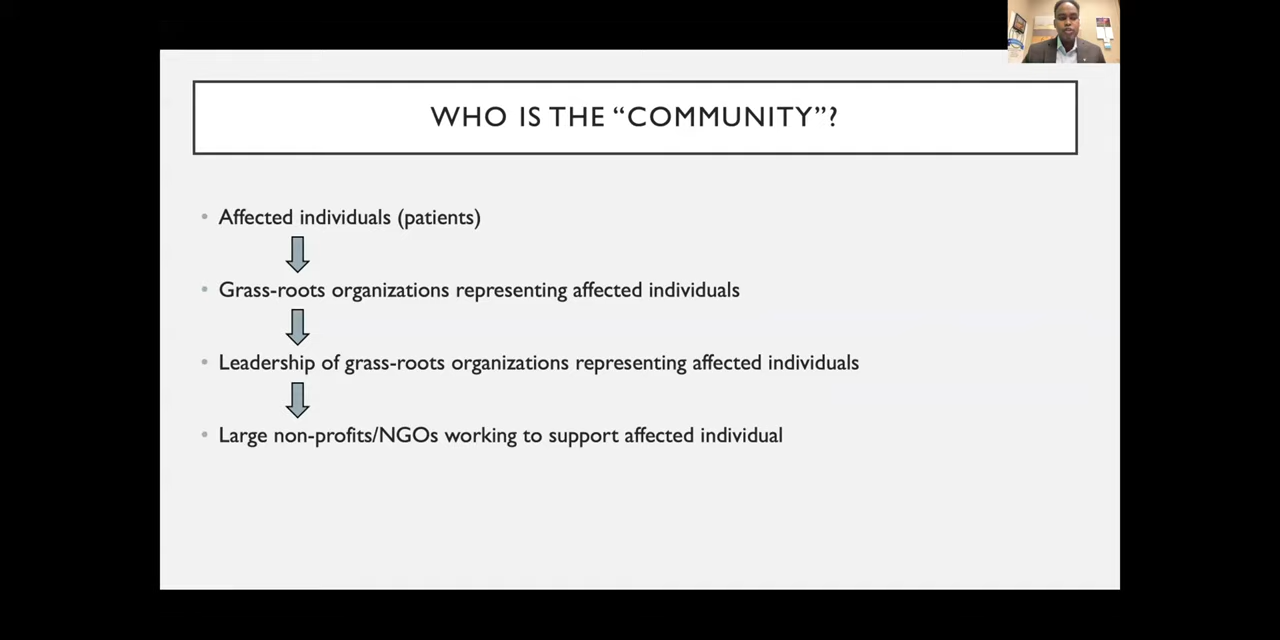 WHO IS THE “COMMUNITY”?
• Affected individuals (patients)
• Grass-roots organizations representing affected individuals
• Leadership of grass-roots organizations representing affected individuals
• Large non-profits/NGOs working to support affected individual